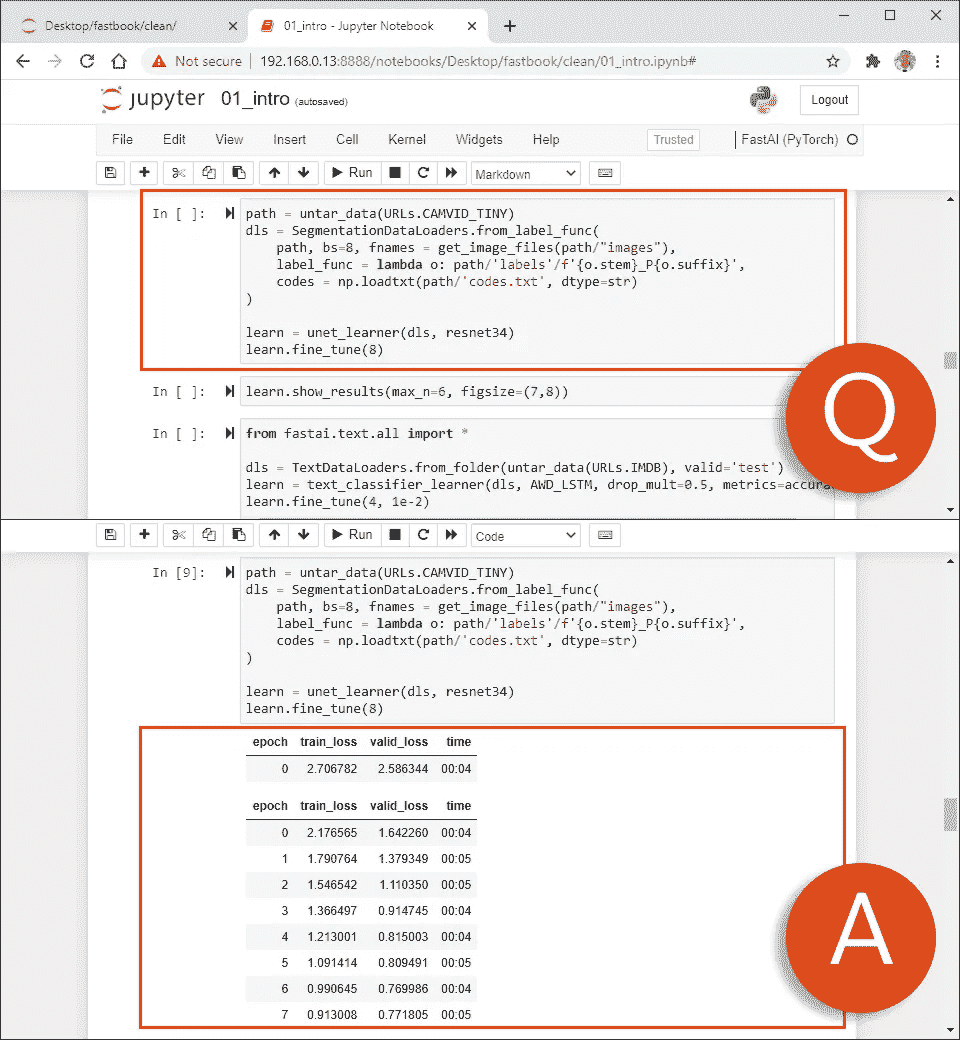 Desktop/fastbook/clean/
01_intro - Jupyter Notebook
Not secure 192.168.0.13:8888/notebooks/Desktop/fastbook/clean/01_intro.ipynb#
jupyter 01_intro (autosaved) Logout
File Edit View Insert Cell Kernel Widgets Help Trusted FastAI (PyTorch)
Run Markdown
In [ ]: path = untar_data(URLs.CAMVID_TINY)
dls = SegmentationDataLoaders.from_label_func(
    path, bs=8, fnames = get_image_files(path/"images"),
    label_func = lambda o: path/'labels'/f'{o.stem}_P{o.suffix}',
    codes = np.loadtxt(path/'codes.txt', dtype=str)
)
learn = unet_learner(dls, resnet34)
learn.fine_tune(8)
In [ ]: learn.show_results(max_n=6, figsize=(7,8))
Q
In [ ]: from fastai.text.all import *
dls = TextDataLoaders.from_folder(untar_data(URLs.IMDB), valid='test')
learn = text_classifier_learner(dls, AWD_LSTM, drop_mult=0.5, metrics=accura
learn.fine_tune(4, 1e-2)
Run Code
In [9]: path = untar_data(URLs.CAMVID_TINY)
dls = SegmentationDataLoaders.from_label_func(
    path, bs=8, fnames = get_image_files(path/"images"),
    label_func = lambda o: path/'labels'/f'{o.stem}_P{o.suffix}',
    codes = np.loadtxt(path/'codes.txt', dtype=str)
)
learn = unet_learner(dls, resnet34)
learn.fine_tune(8)
epoch train_loss valid_loss time
0 2.706782 2.586344 00:04
epoch train_loss valid_loss time
0 2.176565 1.642260 00:04
1 1.790764 1.379349 00:05
2 1.546542 1.110350 00:05
3 1.366497 0.914745 00:04
4 1.213001 0.815003 00:04
A
5 1.091414 0.809491 00:05
6 0.990645 0.769986 00:04
7 0.913008 0.771805 00:05